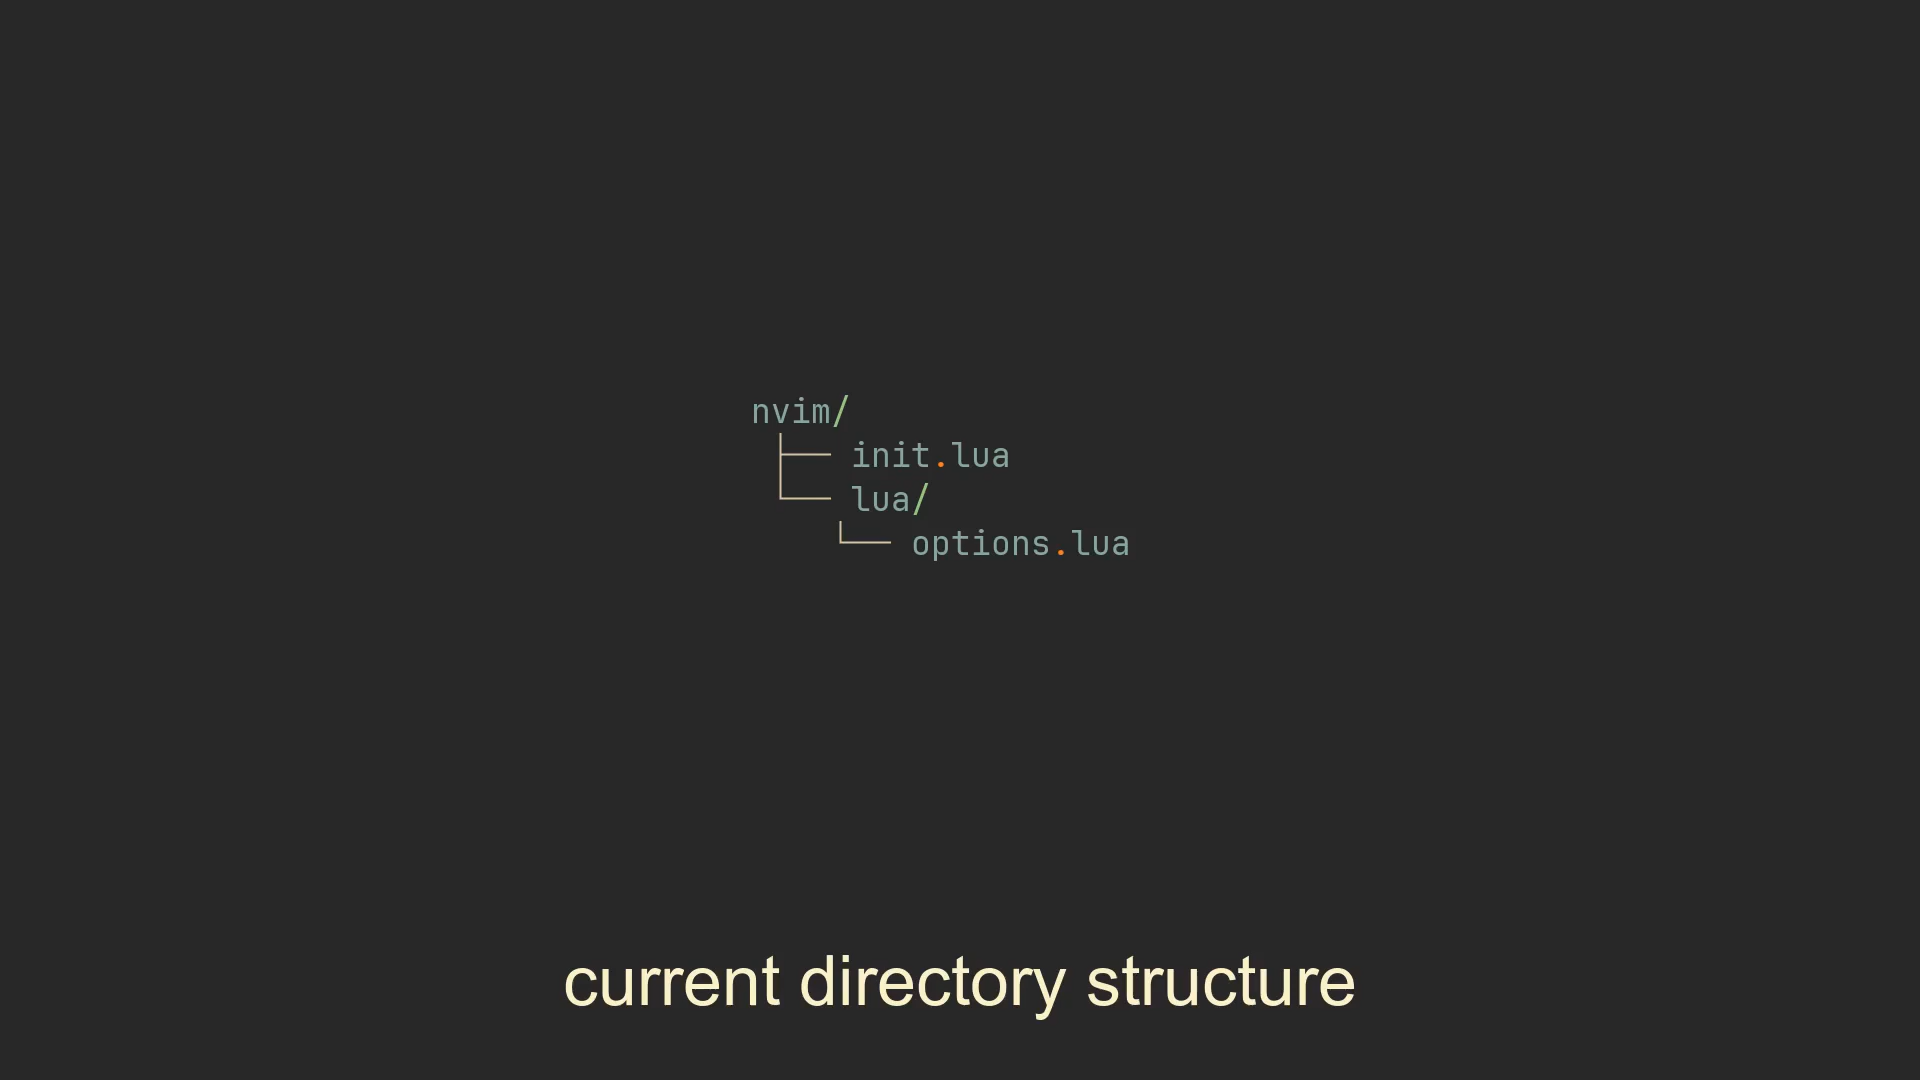 nvim/
├── init.lua
└── lua/
└── options.lua
current directory structure